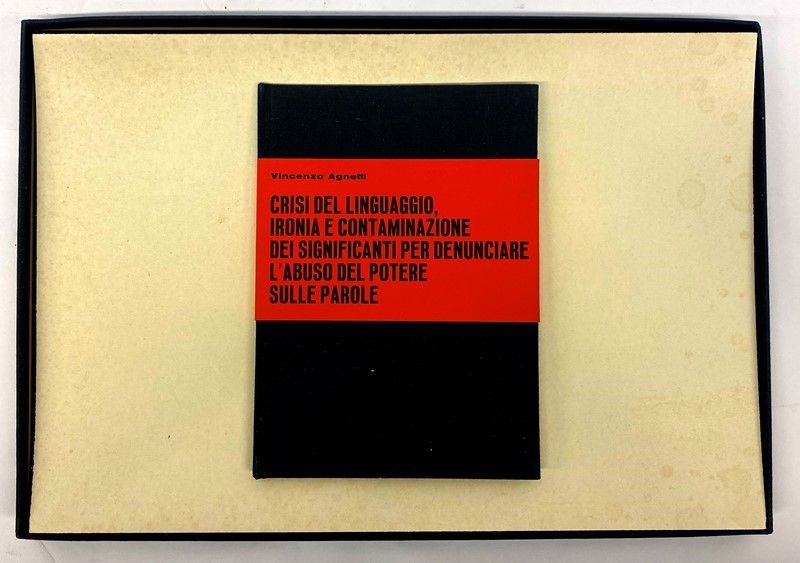 Vincenzo Agnetti
CRISI DEL LINGUAGGIO,
IRONIA E CONTAMINAZIONE
DEI SIGNIFICANTI PER DENUNCIARE
L'ABUSO DEL POTERE
SULLE PAROLE